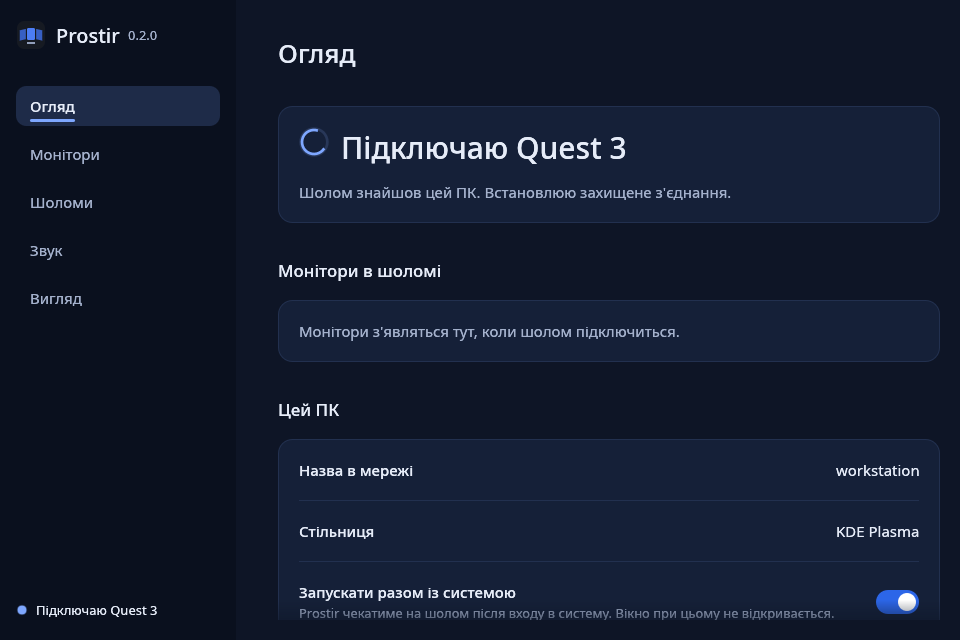 Prostir 0.2.0
Огляд
Монітори
Шоломи
Звук
Вигляд
Підключаю Quest 3
Огляд
Підключаю Quest 3
Шолом знайшов цей ПК. Встановлюю захищене з'єднання.
Монітори в шоломі
Монітори з'являться тут, коли шолом підключиться.
Цей ПК
Назва в мережі workstation
Стільниця KDE Plasma
Запускати разом із системою
Prostir чекатиме на шолом після входу в систему. Вікно при цьому не відкривається.